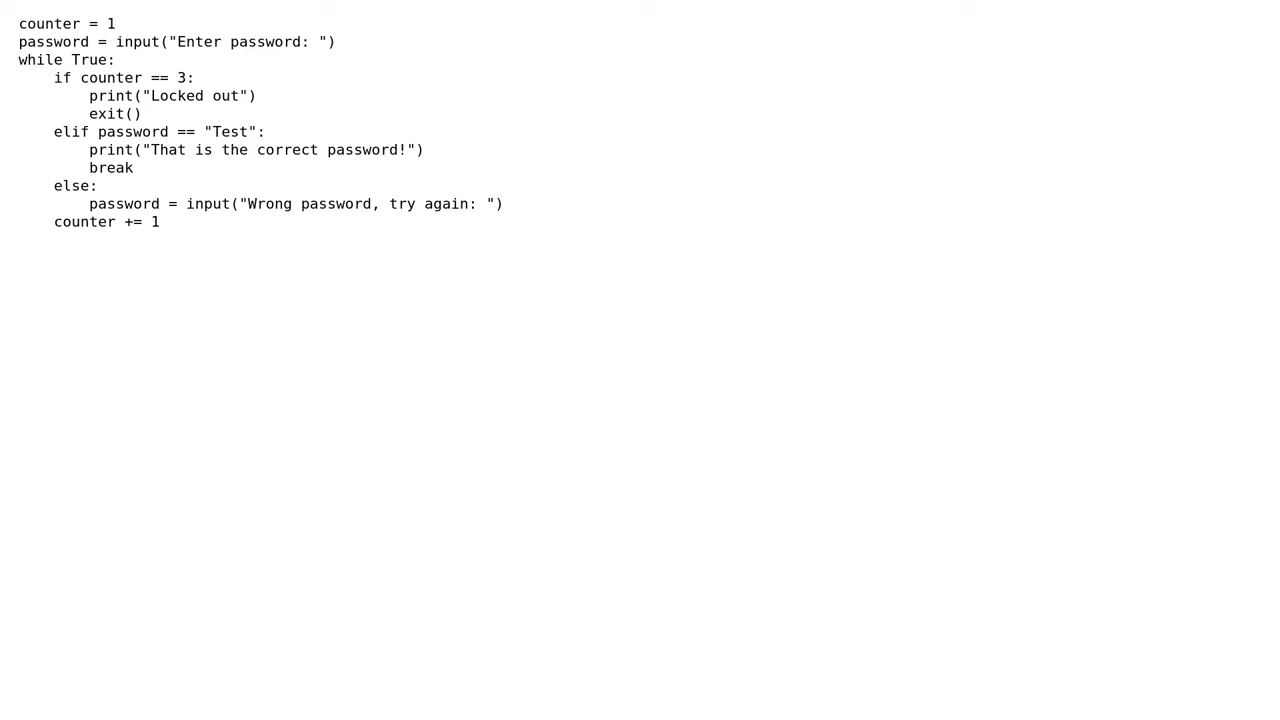 counter = 1
password = input("Enter password: ")
while True:
    if counter == 3:
        print("Locked out")
        exit()
    elif password == "Test":
        print("That is the correct password!")
        break
    else:
        password = input("Wrong password, try again: ")
    counter += 1